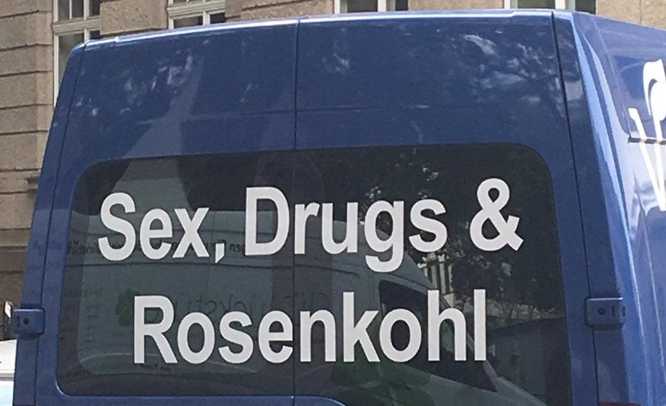 Sex, Drugs &
Rosenkohl